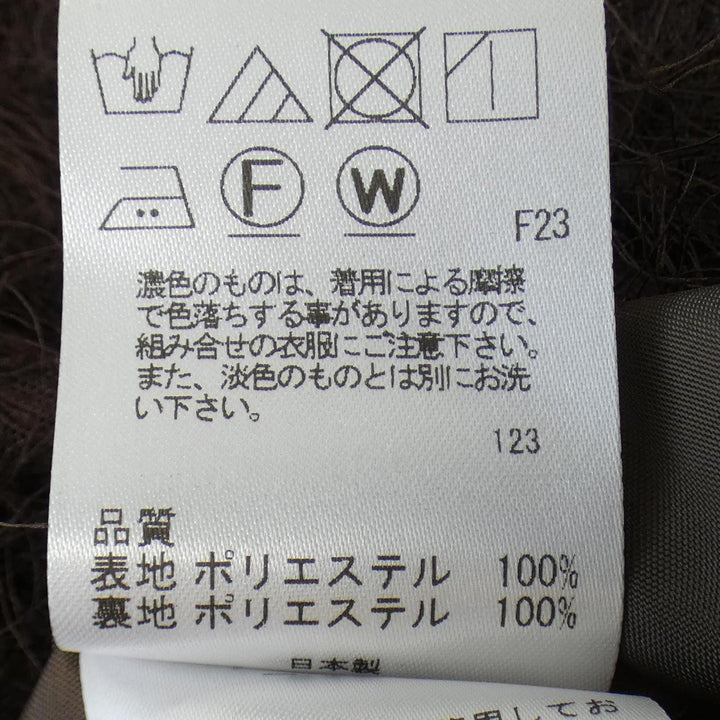 F
W
F23
濃色のものは、着用による摩擦
で色落ちする事がありますので、
組み合せの衣服にご注意下さい。
また、淡色のものとは別にお洗
い下さい。
123
品質
表地 ポリエステル 100%
裏地 ポリエステル 100%
日本製
用してお